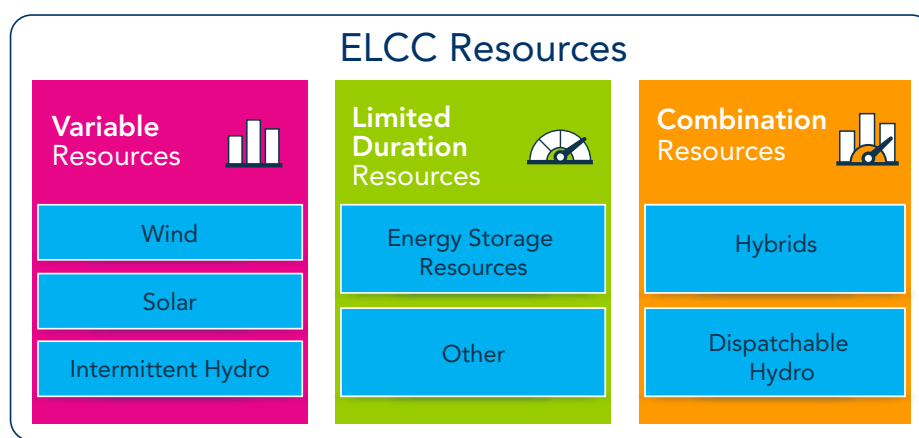 ELCC Resources
Variable
Resources
Wind
Solar
Intermittent Hydro
Limited
Duration
Resources
Energy Storage
Resources
Other
Combination
Resources
Hybrids
Dispatchable
Hydro